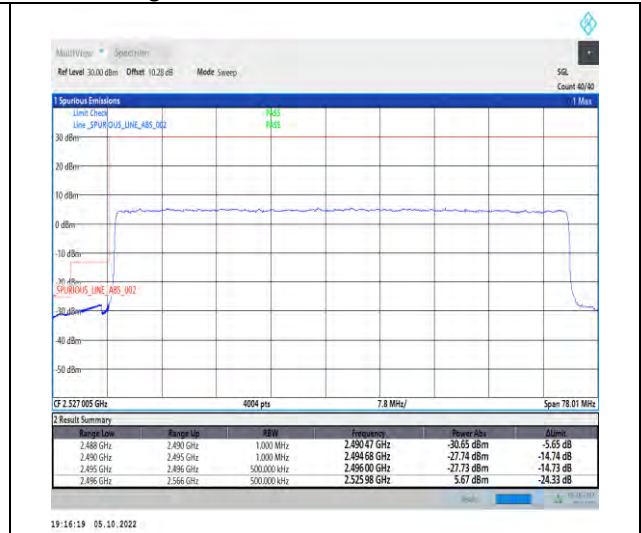 MultiView Spectrum
Ref Level 30.00 dBm Offset 10.28 dB Mode Sweep SGL
Count 40/40
1 Spurious Emissions 1 Max
Limit Check PASS
Line _SPURIOUS_LINE_ABS_002 PASS
30 dBm
20 dBm
10 dBm
0 dBm
-10 dBm
-20 dBm
_SPURIOUS_LINE_ABS_002
-30 dBm
-40 dBm
-50 dBm
CF 2.527 005 GHz 4004 pts 7.8 MHz/ Span 78.01 MHz
2 Result Summary
Range Low Range Up RBW Frequency Power Abs ΔLimit
2.488 GHz 2.490 GHz 1.000 MHz 2.490 47 GHz -30.65 dBm -5.65 dB
2.490 GHz 2.495 GHz 1.000 MHz 2.494 68 GHz -27.74 dBm -14.74 dB
2.495 GHz 2.496 GHz 500.000 kHz 2.496 00 GHz -27.73 dBm -14.73 dB
2.496 GHz 2.566 GHz 500.000 kHz 2.525 98 GHz 5.67 dBm -24.33 dB
19:16:19 05.10.2022